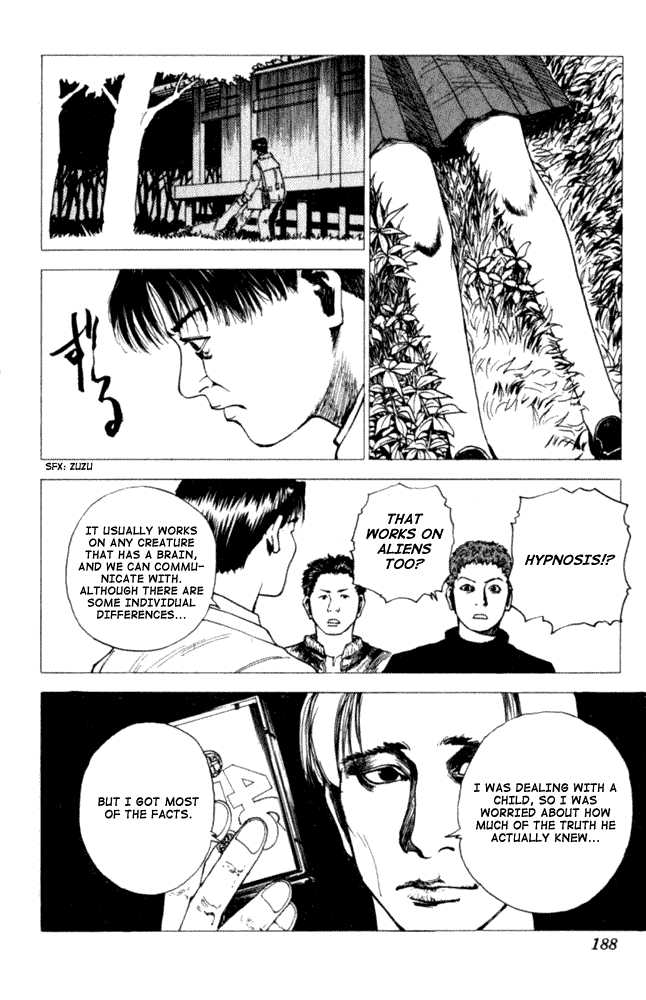 ずる
SFX: ZUZU
HYPNOSIS!?
THAT
WORKS ON
ALIENS
TOO?
IT USUALLY WORKS
ON ANY CREATURE
THAT HAS A BRAIN,
AND WE CAN COMMU-
NICATE WITH.
ALTHOUGH THERE ARE
SOME INDIVIDUAL
DIFFERENCES...
I WAS DEALING WITH A
CHILD, SO I WAS
WORRIED ABOUT HOW
MUCH OF THE TRUTH HE
ACTUALLY KNEW...
BUT I GOT MOST
OF THE FACTS.
188